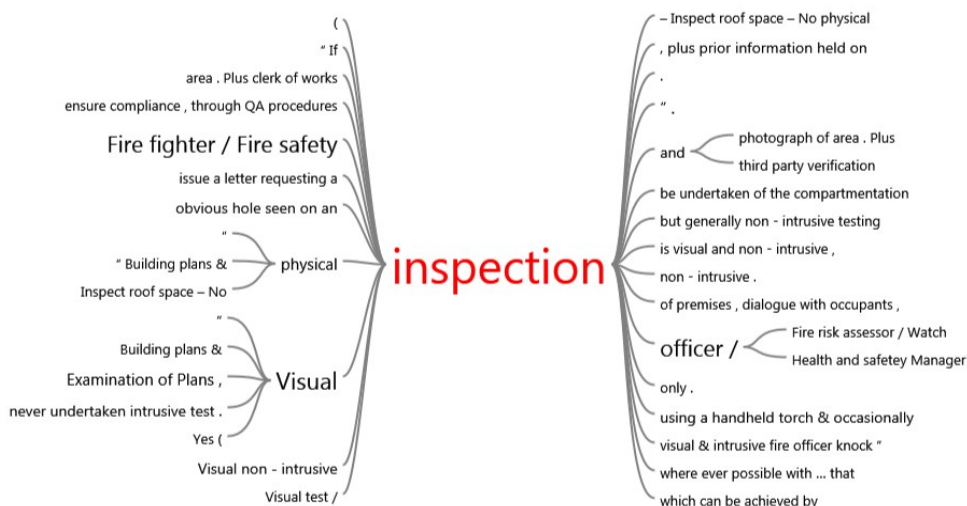 (
" If
area . Plus clerk of works
ensure compliance , through QA procedures
Fire fighter / Fire safety
issue a letter requesting a
obvious hole seen on an
"
" Building plans &
physical
Inspect roof space – No
"
Building plans &
Examination of Plans ,
Visual
never undertaken intrusive test .
Yes (
Visual non - intrusive
Visual test /
inspection
– Inspect roof space – No physical
, plus prior information held on
.
" .
and
photograph of area . Plus
third party verification
be undertaken of the compartmentation
but generally non - intrusive testing
is visual and non - intrusive ,
non - intrusive .
of premises , dialogue with occupants ,
officer /
Fire risk assessor / Watch
Health and safetey Manager
only .
using a handheld torch & occasionally
visual & intrusive fire officer knock "
where ever possible with ... that
which can be achieved by